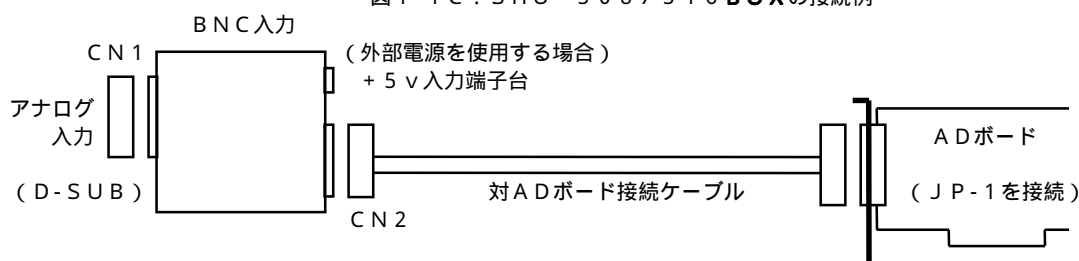 BNC入力
CN1
(外部電源を使用する場合)
+5v入力端子台
アナログ
入力
ADボード
(D-SUB)
対ADボード接続ケーブル
(JP-1を接続)
CN2